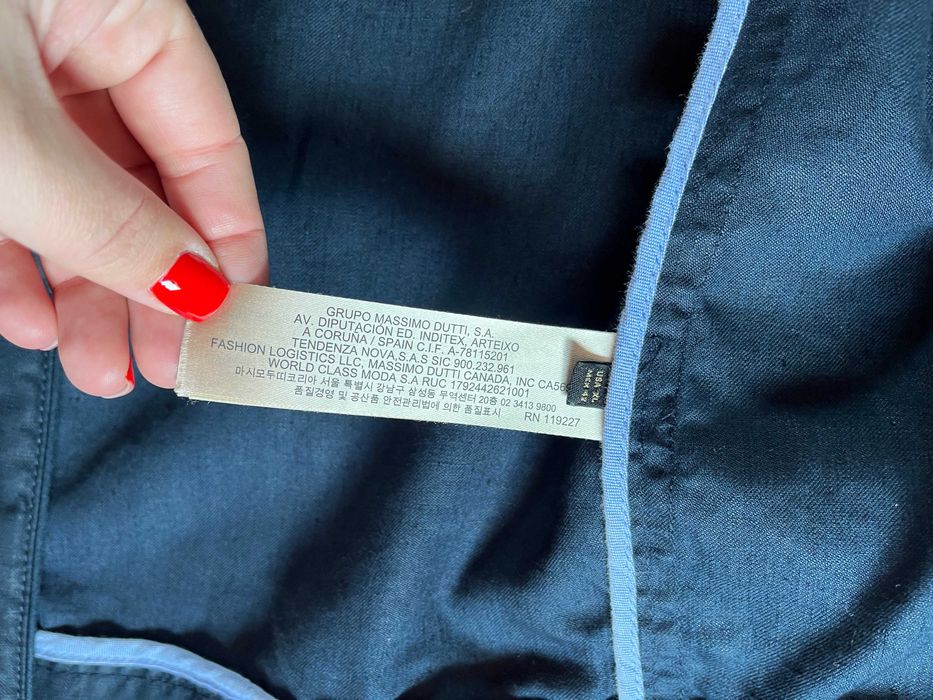 GRUPO MASSIMO DUTTI, S.A.
AV. DIPUTACIÓN ED. INDITEX, ARTEIXO
A CORUÑA / SPAIN C.I.F. A-78115201
TENDENZA NOVA,S.A.S SIC 900.232.961
FASHION LOGISTICS LLC, MASSIMO DUTTI CANADA, INC
WORLD CLASS MODA S.A RUC 1792442621001
마시모두띠코리아 서울 특별시 강남구 삼성동 무역센터 20층 02 3413 9800
품질경영 및 공산품 안전관리법에 의한 품질표시
RN 119227
USA XL
MEX 42